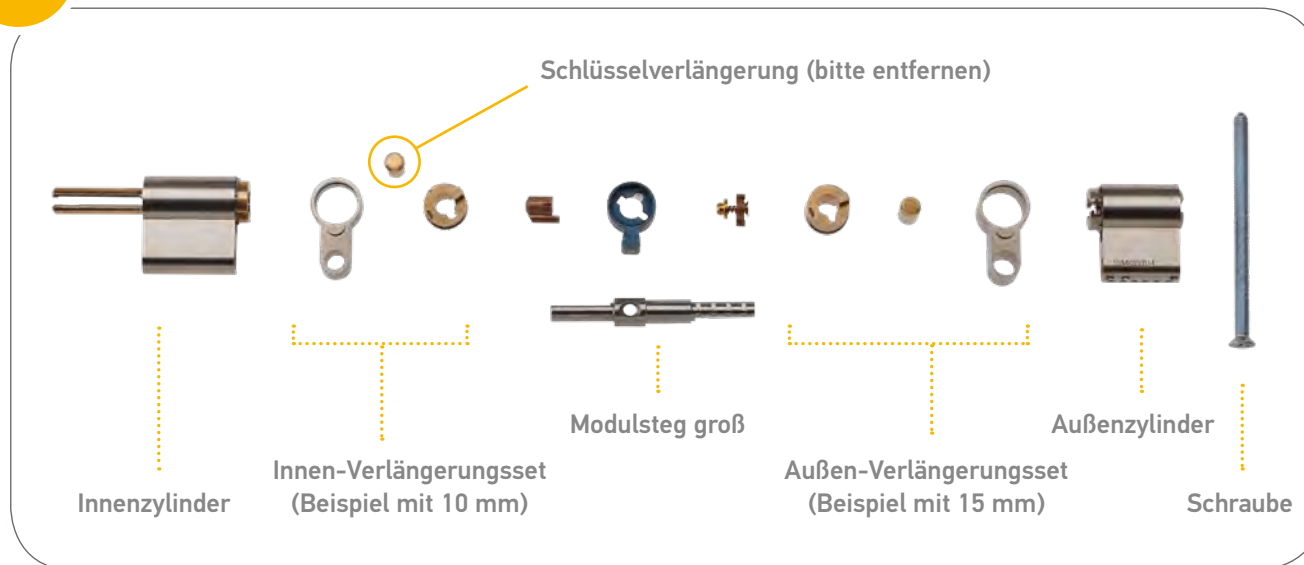 Schlüsselverlängerung (bitte entfernen)
Modulsteg groß
Außenzylinder
Innen-Verlängerungsset
(Beispiel mit 10 mm)
Außen-Verlängerungsset
(Beispiel mit 15 mm)
Innenzylinder
Schraube